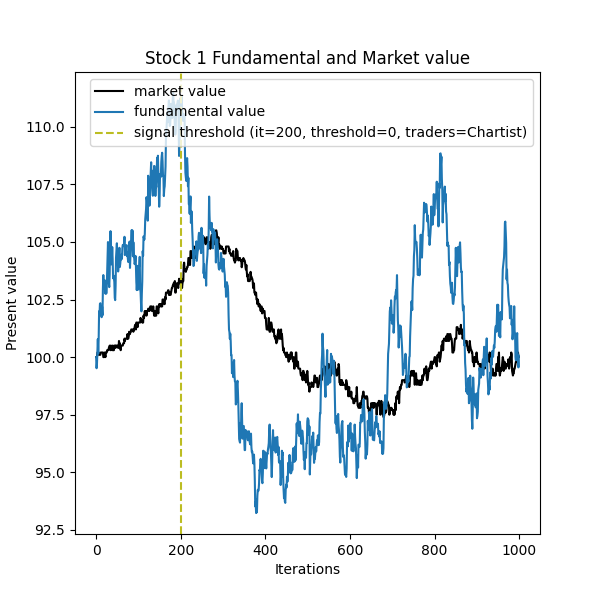 Stock 1 Fundamental and Market value
market value
fundamental value
signal threshold (it=200, threshold=0, traders=Chartist)
110.0
107.5
105.0
102.5
100.0
97.5
95.0
92.5
Present value
0 200 400 600 800 1000
Iterations